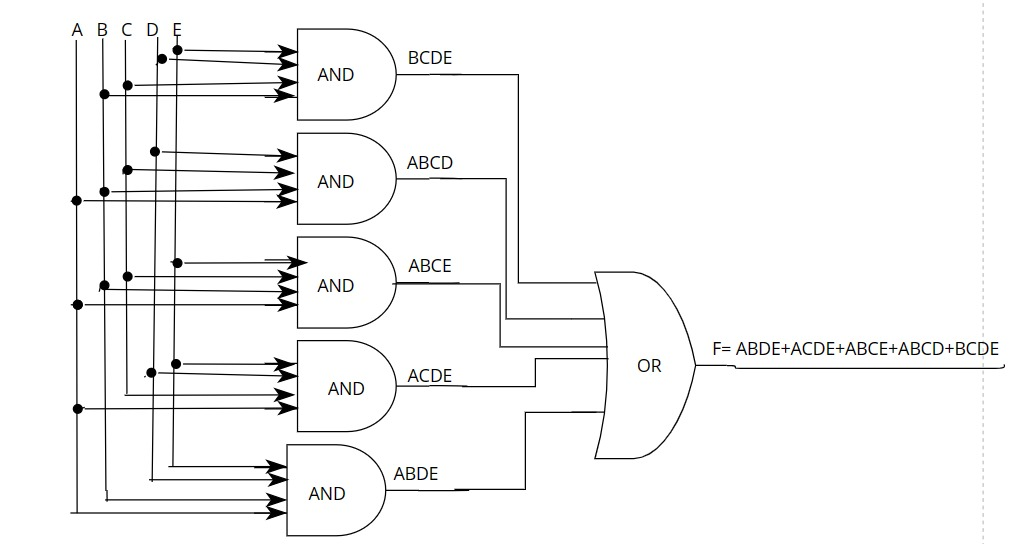 A B C D E
AND
BCDE
AND
ABCD
AND
ABCE
AND
ACDE
AND
ABDE
OR
F= ABDE+ACDE+ABCE+ABCD+BCDE